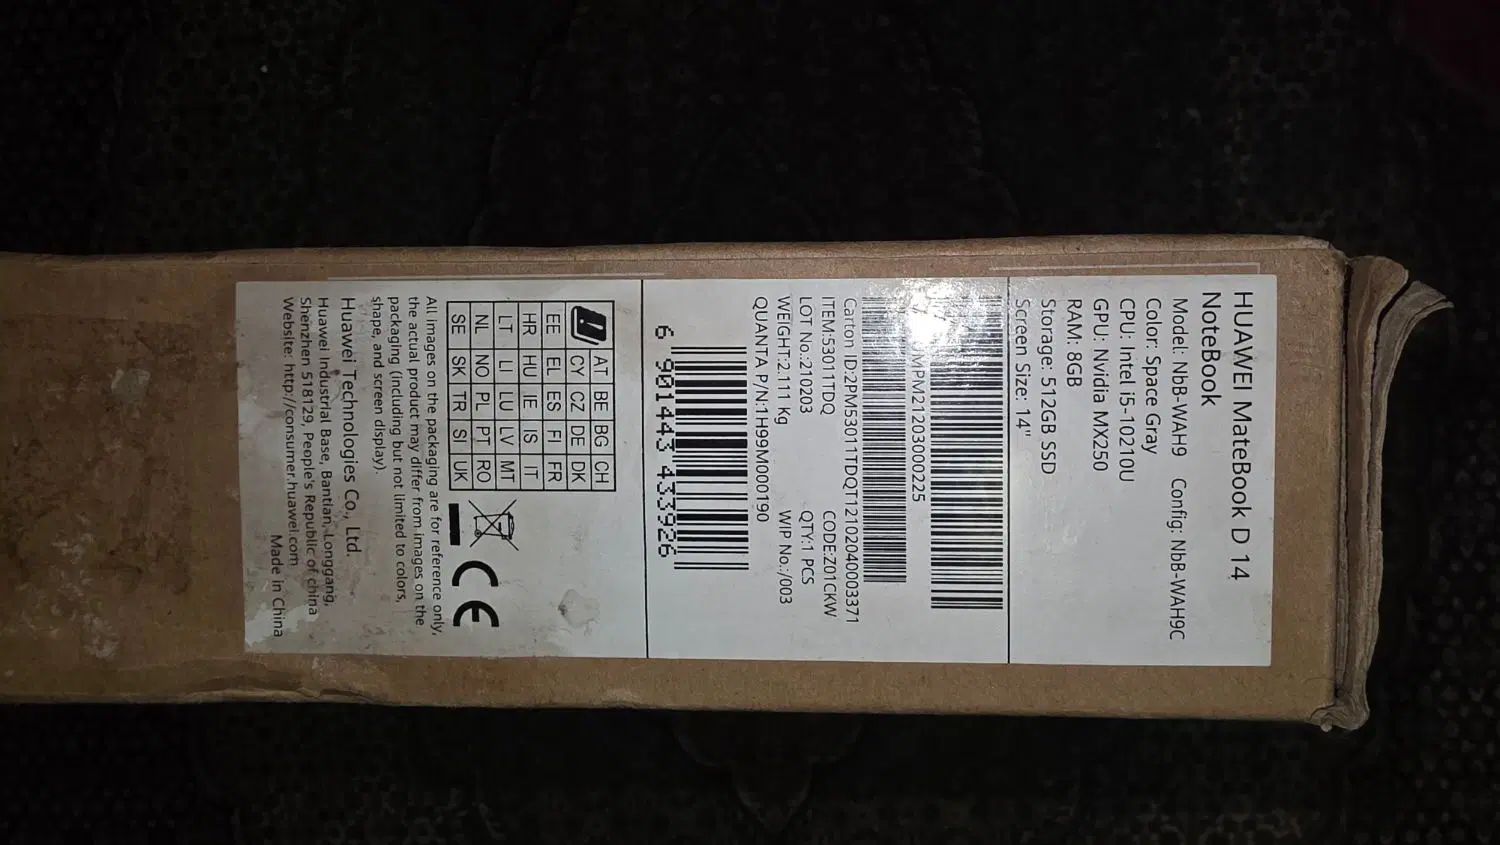 HUAWEI MateBook D 14
NoteBook
Model: NbB-WAH9 Config: NbB-WAH9C
Color: Space Gray
CPU: Intel i5-10210U
GPU: Nvidia MX250
RAM: 8GB
Storage: 512GB SSD
Screen Size: 14"
MPM21203000225
Carton ID:2PM53011TDQT12102040003371
ITEM:53011TDQ CODE:Z01CKW
LOT No.:210203 QTY:1 PCS
WEIGHT:2.111 kg WIP No.:/003
QUANTA P/N:1H99M000190
6 901443 433926
AT BE BG CH
CY CZ DE DK
EE EL ES FI FR
HR HU IE IS IT
LT LI LU LV MT
NL NO PL PT RO
SE SK TR SI UK
CE
All images on the packaging are for reference only,
the actual product may differ from images on the
packaging (including but not limited to colors,
shape, and screen display).
Huawei Technologies Co., Ltd.
Huawei Industrial Base, Bantian, Longgang,
Shenzhen 518129, People's Republic of china
Website: http://consumer.huawei.com
Made in China